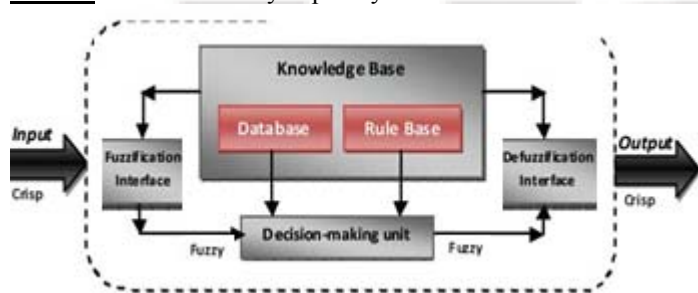 Knowledge Base
Database
Rule Base
Input
Crisp
Fuzzification
Interface
Defuzzification
Interface
Output
Crisp
Decision-making unit
Fuzzy
Fuzzy